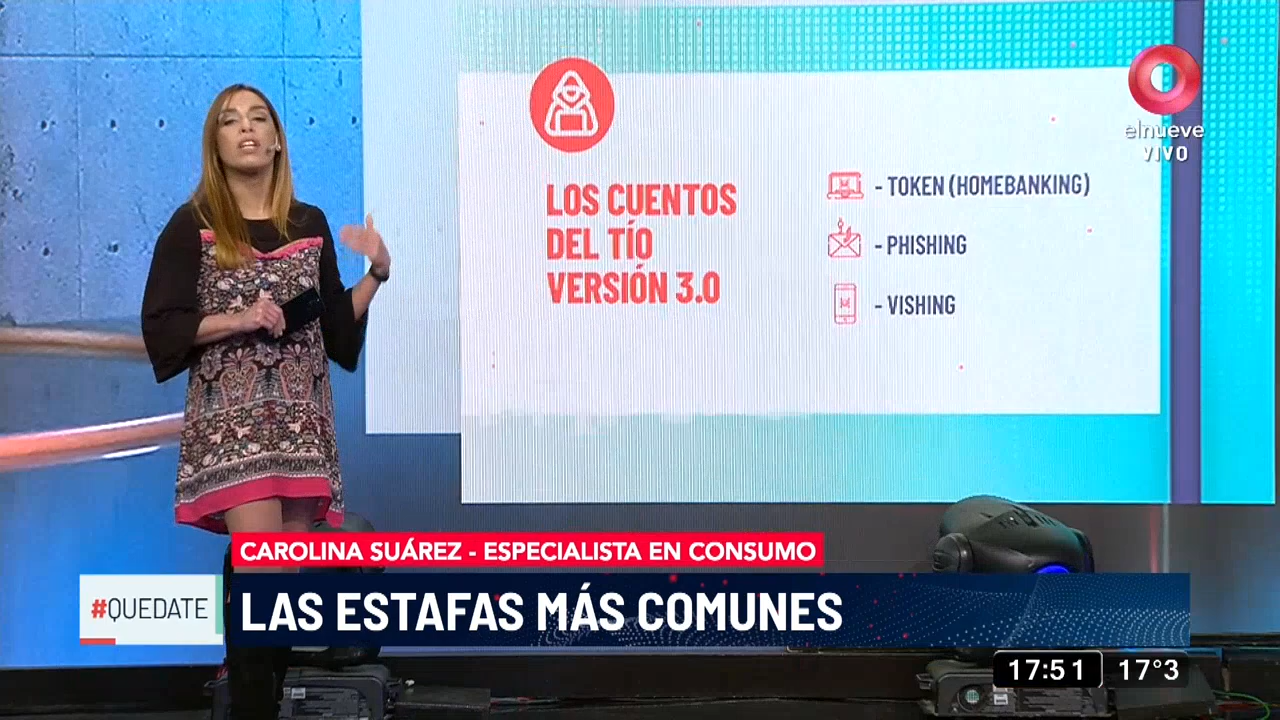 elnueve
VIVO
LOS CUENTOS
DEL TÍO
VERSIÓN 3.0
- TOKEN (HOMEBANKING)
- PHISHING
- VISHING
CAROLINA SUÁREZ - ESPECIALISTA EN CONSUMO
#QUEDATE
LAS ESTAFAS MÁS COMUNES
17:51 17°3